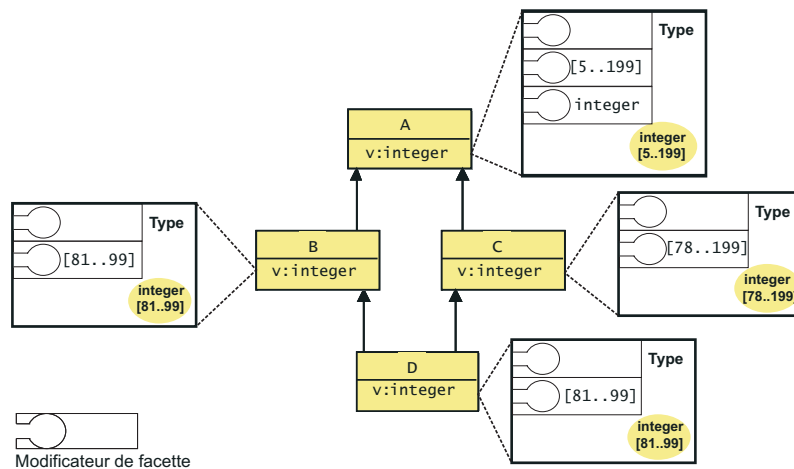 Type
[5..199]
integer
integer
[5..199]
A
v:integer
Type
[81..99]
integer
[81..99]
B
v:integer
C
v:integer
Type
[78..199]
integer
[78..199]
D
v:integer
Type
[81..99]
integer
[81..99]
Modificateur de facette